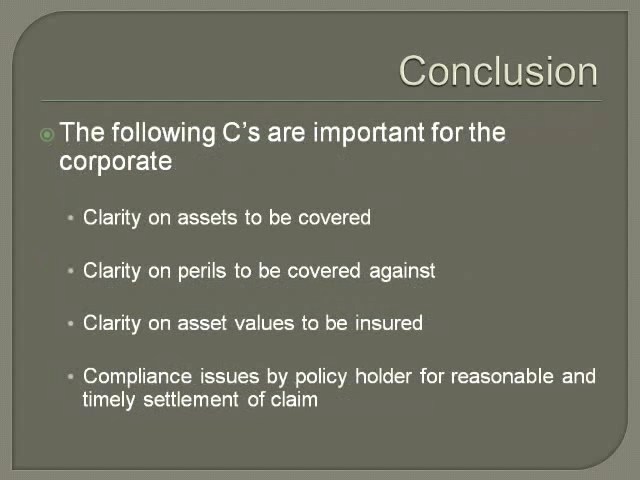 Conclusion
The following C’s are important for the
corporate
Clarity on assets to be covered
Clarity on perils to be covered against
Clarity on asset values to be insured
Compliance issues by policy holder for reasonable and
timely settlement of claim